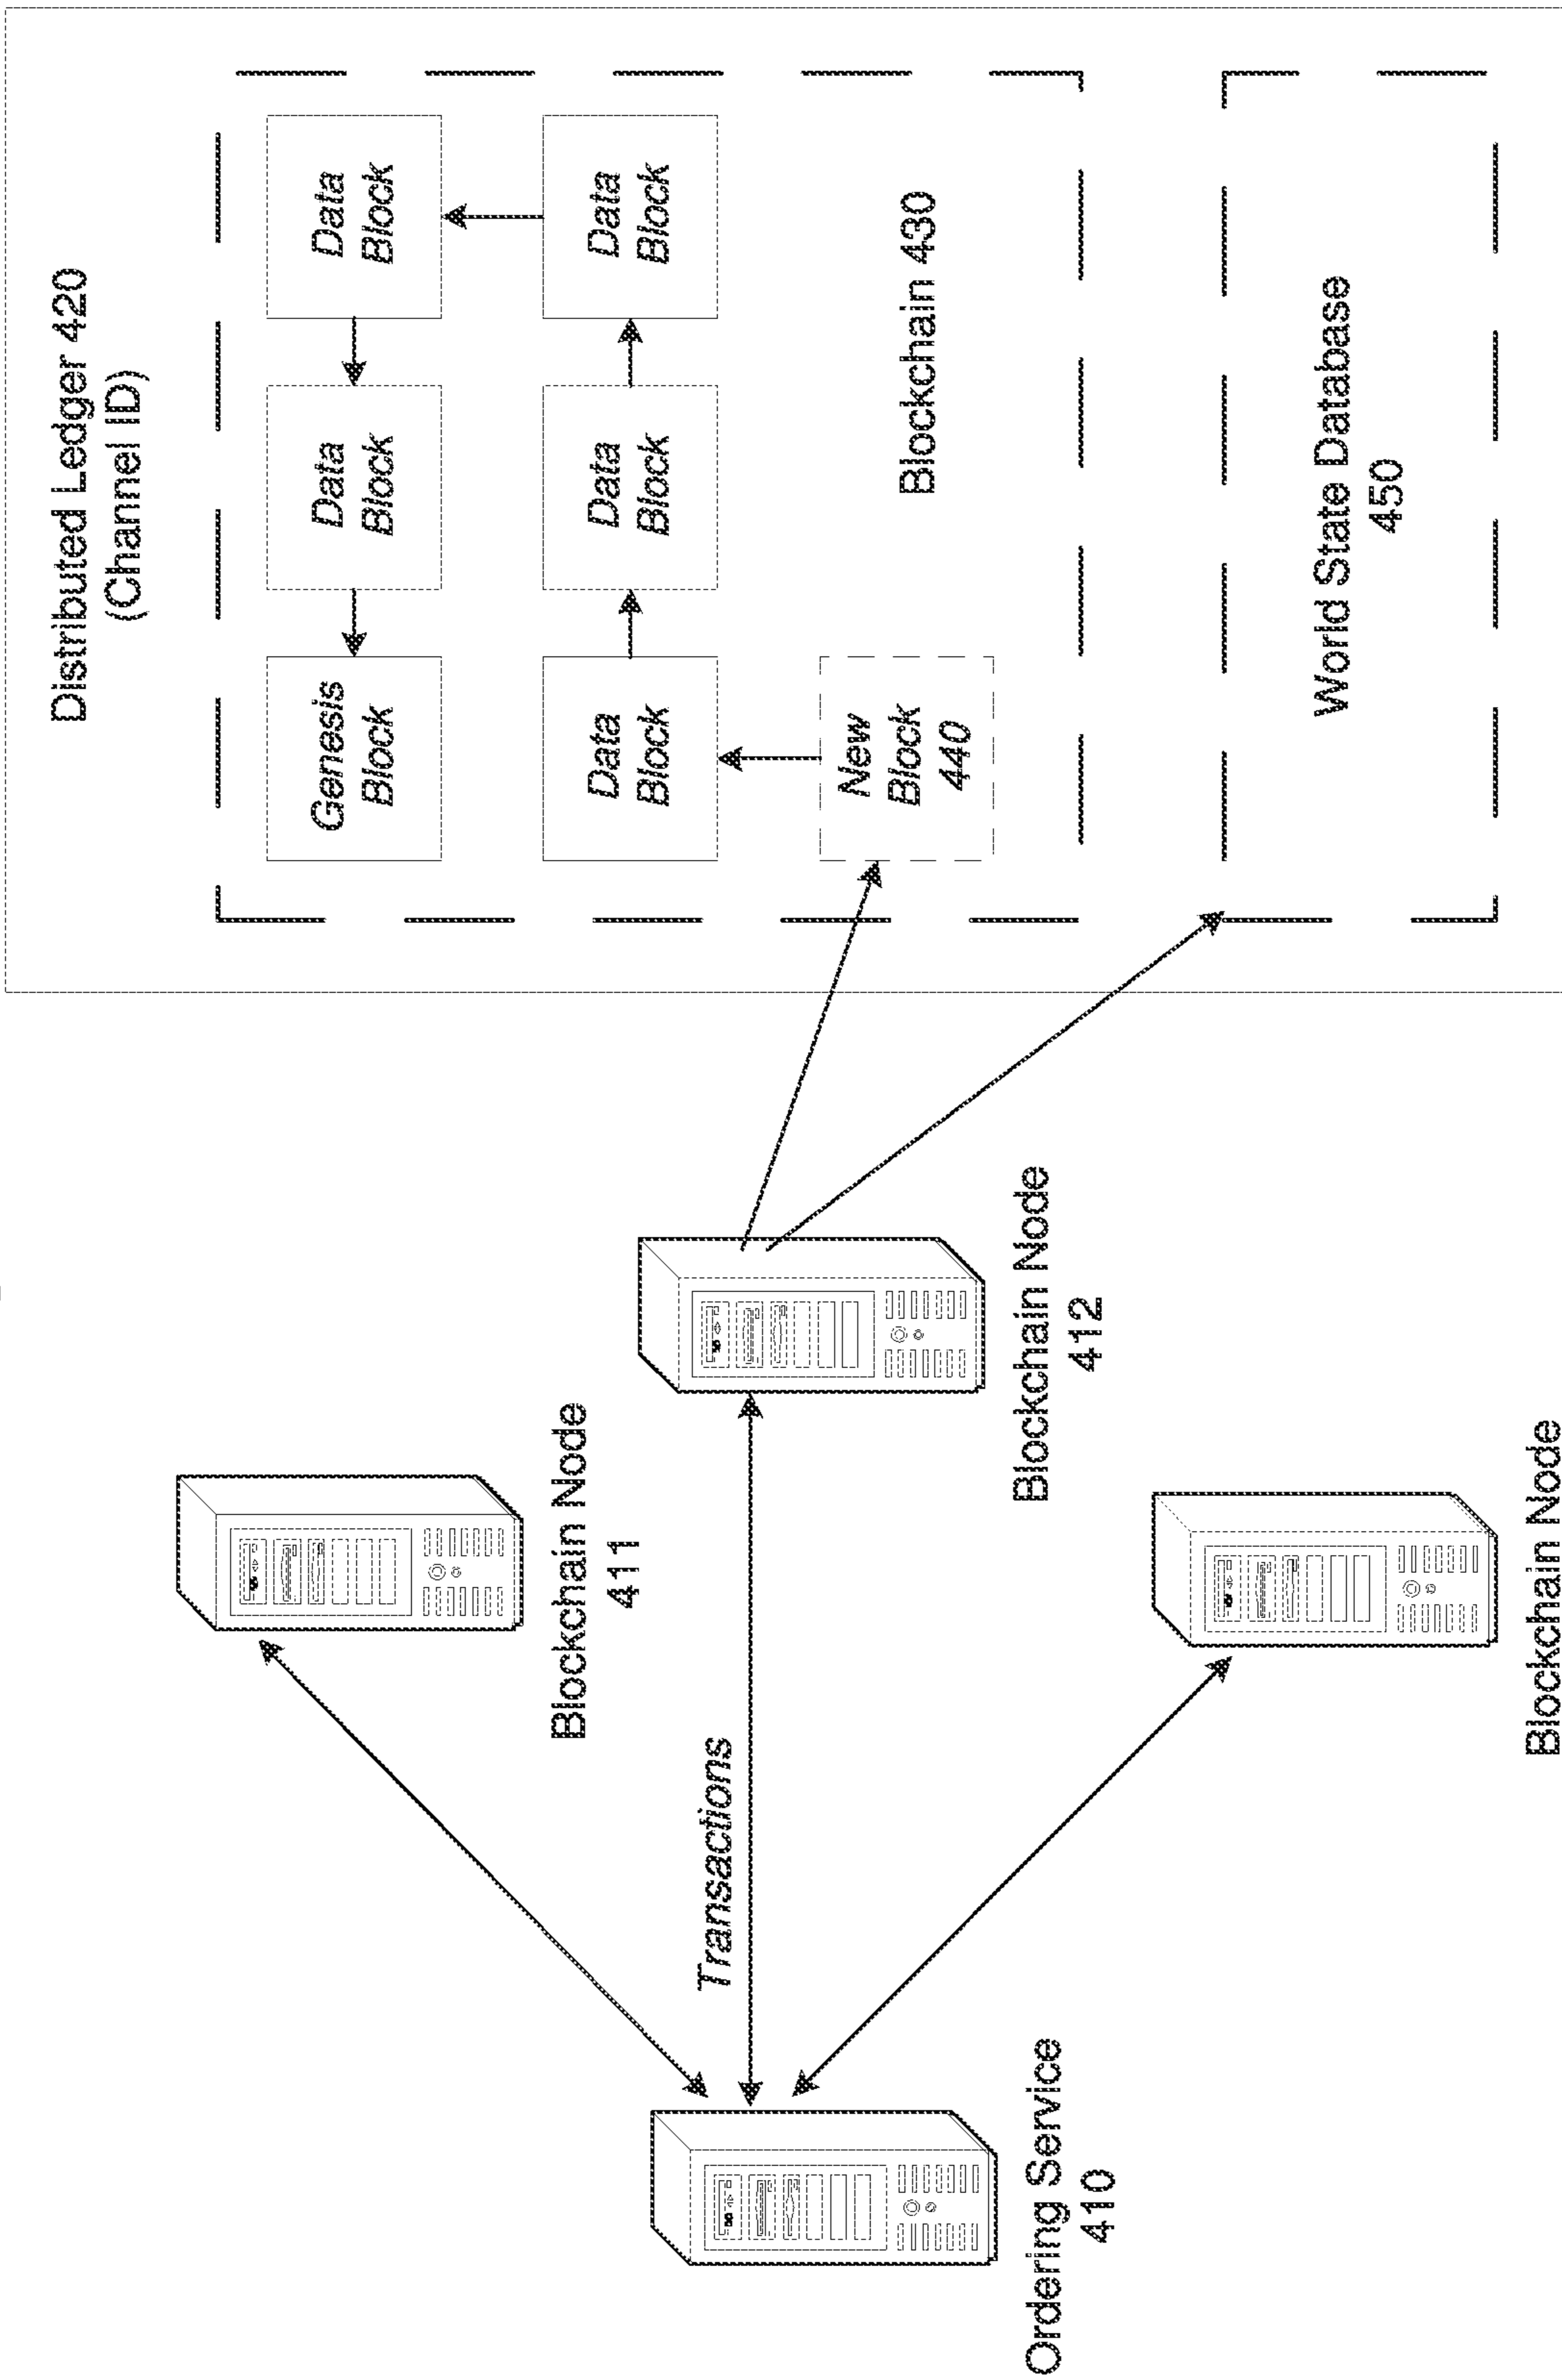 Distributed Ledger 420
(Channel ID)
Genesis
Block
Data
Block
Data
Block
Data
Block
Data
Block
Data
Block
New
Block
440
Blockchain 430
World State Database
450
Blockchain Node
411
Transactions
Blockchain Node
412
Ordering Service
410
Blockchain Node